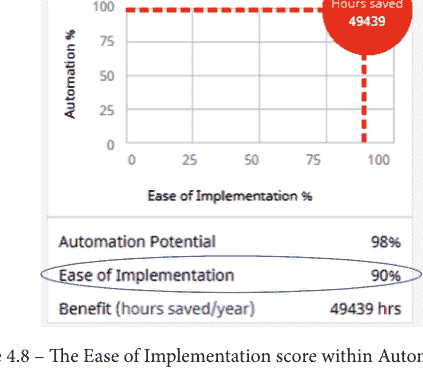 Hours saved
49439
100
75
50
25
0
Automation %
0 25 50 75 100
Ease of Implementation %
Automation Potential 98%
Ease of Implementation 90%
Benefit (hours saved/year) 49439 hrs
4.8 – The Ease of Implementation score within